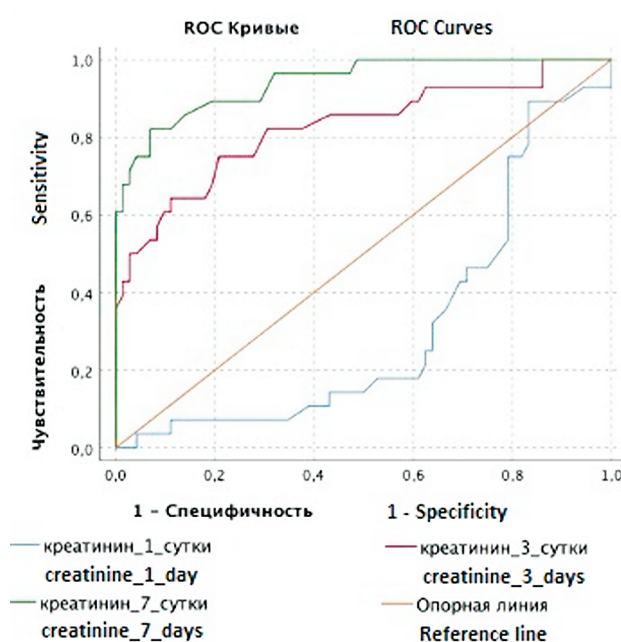 ROC Кривые ROC Curves
1.0
0.8
0.6
0.4
0,2
0,0
Sensitivity
Чувствительность
0,0 0,2 0,4 0.6 0.8 1.0
1 – Специфичность 1 - Specificity
креатинин_1_сутки креатинин_3_сутки
creatinine_1_day creatinine_3_days
креатинин_7_сутки Опорная линия
creatinine_7_days Reference line